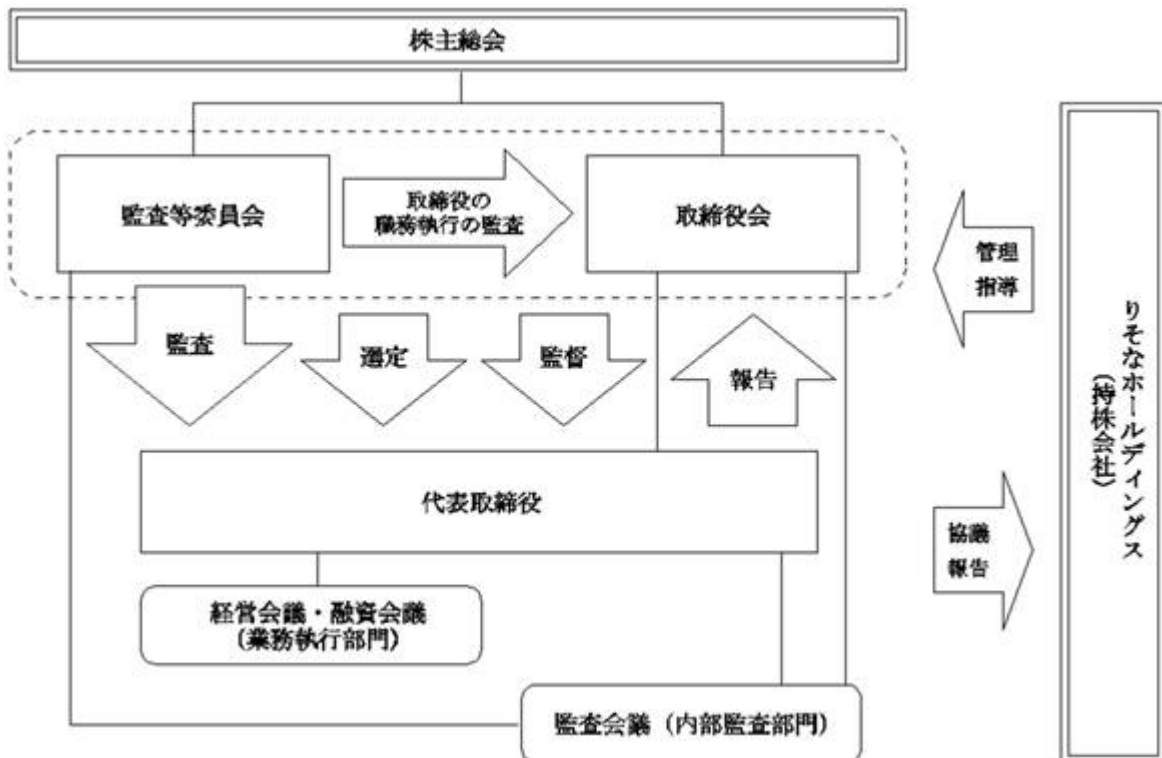 株主総会
監査等委員会
取締役の
職務執行の監査
取締役会
管理
指導
監査
選定
監督
報告
りそなホールディングス
（持株会社）
代表取締役
協議
報告
経営会議・融資会議
（業務執行部門）
監査会議（内部監査部門）